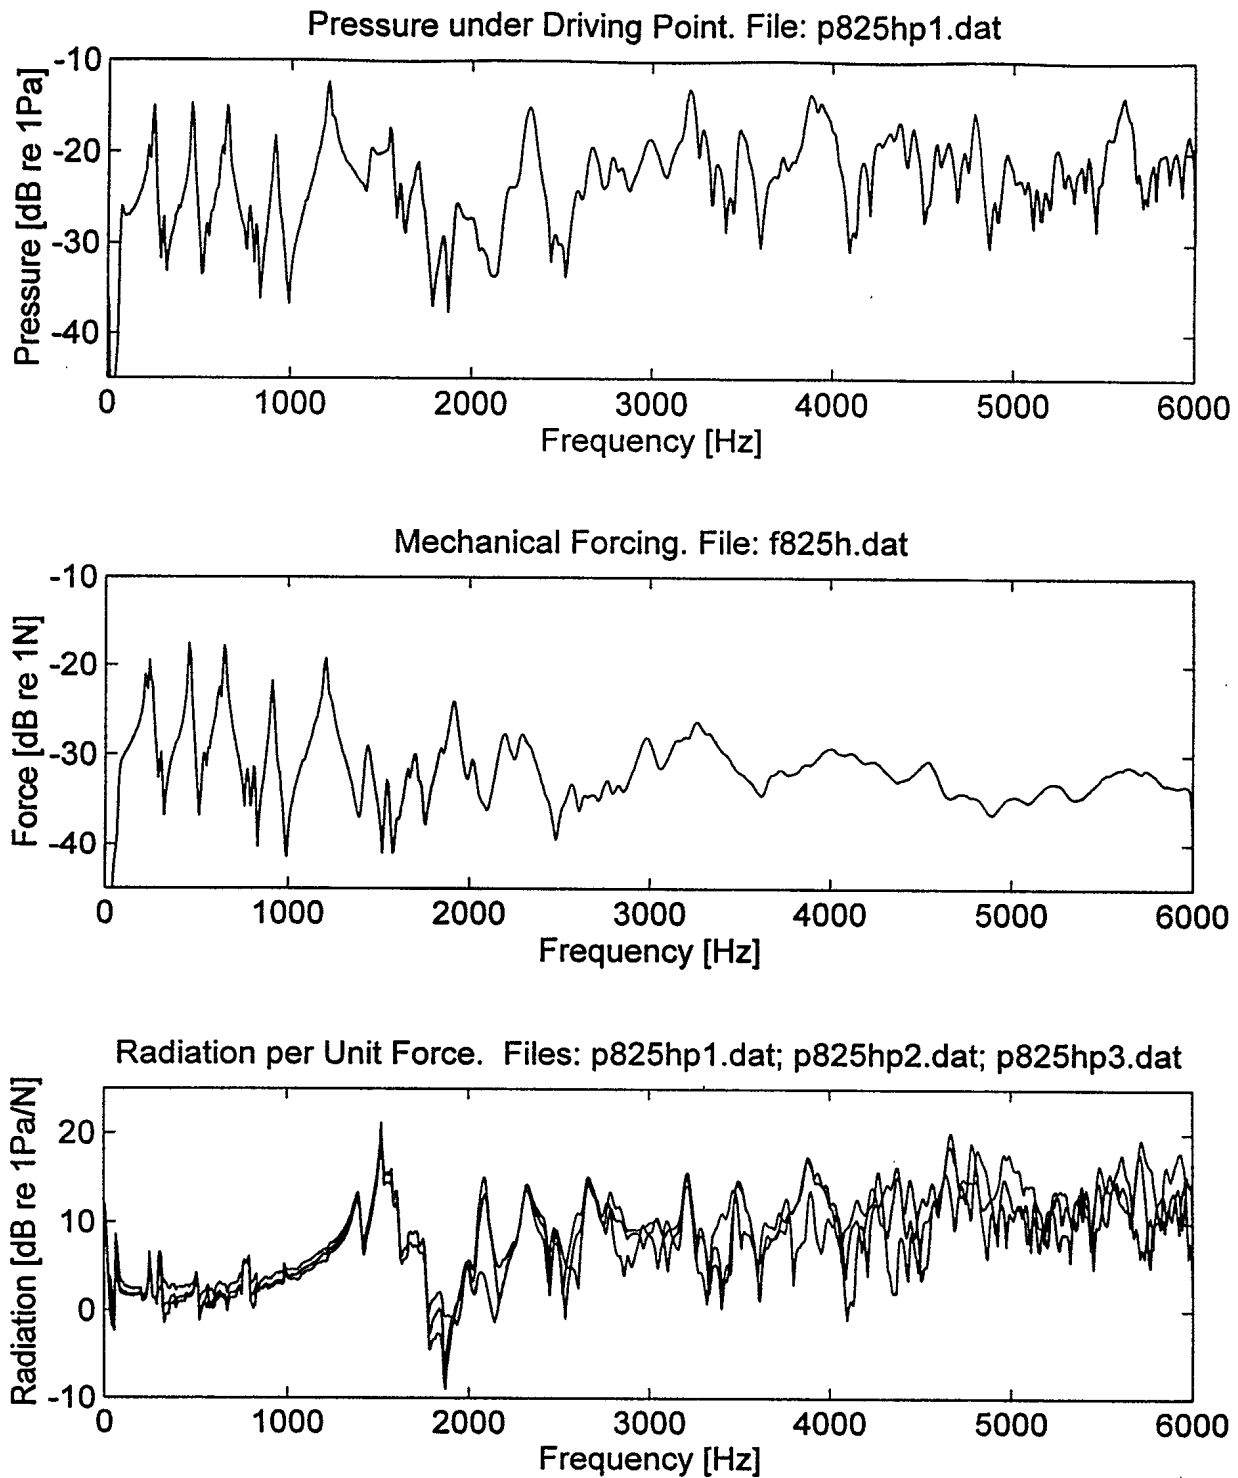 Pressure under Driving Point. File: p825hp1.dat
Pressure [dB re 1Pa]
-10
-20
-30
-40
0 1000 2000 3000 4000 5000 6000
Frequency [Hz]
Mechanical Forcing. File: f825h.dat
Force [dB re 1N]
-10
-20
-30
-40
0 1000 2000 3000 4000 5000 6000
Frequency [Hz]
Radiation per Unit Force. Files: p825hp1.dat; p825hp2.dat; p825hp3.dat
Radiation [dB re 1Pa/N]
20
10
0
-10
0 1000 2000 3000 4000 5000 6000
Frequency [Hz]